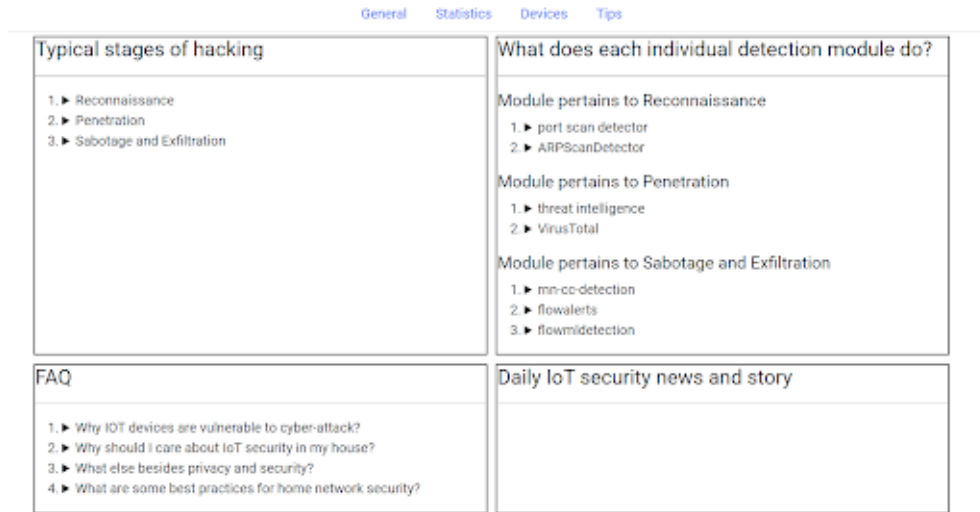 General Statistics Devices Tips
Typical stages of hacking
1. ▶ Reconnaissance
2. ▶ Penetration
3. ▶ Sabotage and Exfiltration
What does each individual detection module do?
Module pertains to Reconnaissance
1. ▶ port scan detector
2. ▶ ARPScanDetector
Module pertains to Penetration
1. ▶ threat intelligence
2. ▶ VirusTotal
Module pertains to Sabotage and Exfiltration
1. ▶ rnn-cc-detection
2. ▶ flowalerts
3. ▶ flowmldetection
FAQ
1. ▶ Why IOT devices are vulnerable to cyber-attack?
2. ▶ Why should I care about IoT security in my house?
3. ▶ What else besides privacy and security?
4. ▶ What are some best practices for home network security?
Daily IoT security news and story